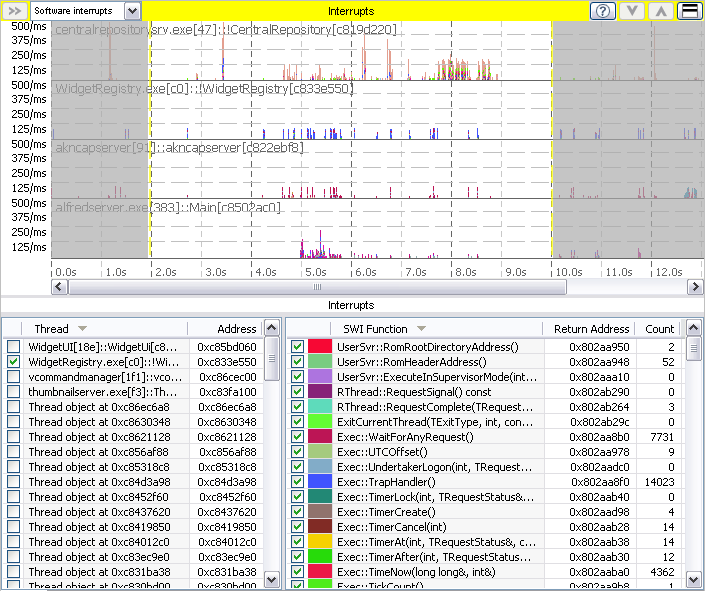 Software interrupts
Interrupts
500/ms
375/ms
250/ms
125/ms
centralrepositorysrv.exe[47]::!CentralRepository[c819d220]
500/ms
375/ms
250/ms
125/ms
WidgetRegistry.exe[c0]::!WidgetRegistry[c833e550]
500/ms
375/ms
250/ms
125/ms
akncapserver[91]::akncapserver[c822ebf8]
500/ms
375/ms
250/ms
125/ms
alfredserver.exe[383]::Main[c8502ac0]
0.0s 1.0s 2.0s 3.0s 4.0s 5.0s 6.0s 7.0s 8.0s 9.0s 10.0s 11.0s 12.0s
Interrupts
Thread Address
WidgetUI[18e]::WidgetUi[c8... 0xc85bd060
WidgetRegistry.exe[c0]::!Wi... 0xc833e550
vcommandmanager[1f1]::vco... 0xc86cec00
thumbnailserver.exe[f3]::Th... 0xc83fa100
Thread object at 0xc86ec6a8 0xc86ec6a8
Thread object at 0xc8630348 0xc8630348
Thread object at 0xc8621128 0xc8621128
Thread object at 0xc856af88 0xc856af88
Thread object at 0xc85318c8 0xc85318c8
Thread object at 0xc84d3a98 0xc84d3a98
Thread object at 0xc8452f60 0xc8452f60
Thread object at 0xc8437620 0xc8437620
Thread object at 0xc8419850 0xc8419850
Thread object at 0xc84012c0 0xc84012c0
Thread object at 0xc83ec9e0 0xc83ec9e0
Thread object at 0xc831ba38 0xc831ba38
Thread object at 0xc830bd00 0xc830bd00
SWI Function Return Address Count
UserSvr::RomRootDirectoryAddress() 0x802aa950 2
UserSvr::RomHeaderAddress() 0x802aa948 52
UserSvr::ExecuteInSupervisorMode(int... 0x802aaa10 0
RThread::RequestSignal() const 0x802ab290 0
RThread::RequestComplete(TRequest... 0x802ab264 3
ExitCurrentThread(TExitType, int, con... 0x802ab29c 0
Exec::WaitForAnyRequest() 0x802aa8b0 7731
Exec::UTCOffset() 0x802aa978 9
Exec::UndertakerLogon(int, TRequest... 0x802aadc0 0
Exec::TrapHandler() 0x802aa8f0 14023
Exec::TimerLock(int, TRequestStatus&... 0x802aab40 0
Exec::TimerCreate() 0x802aad98 4
Exec::TimerCancel(int) 0x802aab28 14
Exec::TimerAt(int, TRequestStatus&, c... 0x802aab38 14
Exec::TimerAfter(int, TRequestStatus... 0x802aab30 12
Exec::TimeNow(long long&, int&) 0x802aaba0 4362
Exec::TickCount() 0x802aa9b8 1